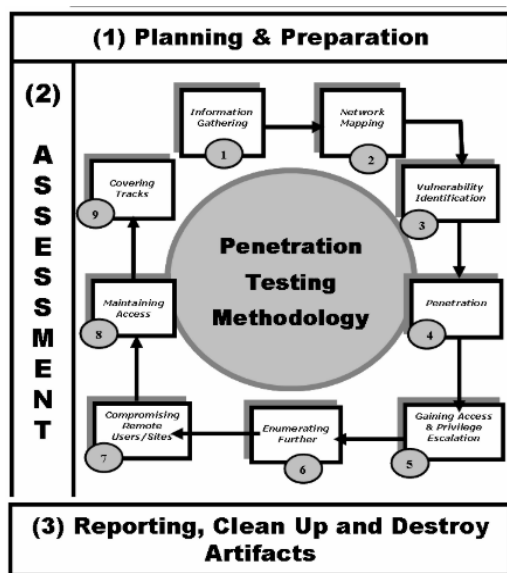 (1) Planning & Preparation
(2)
A
S
S
E
S
S
M
E
N
T
Information
Gathering
1
Network
Mapping
2
Vulnerability
Identification
3
Penetration
4
Gaining Access
& Privilege
Escalation
5
Enumerating
Further
6
Compromising
Remote
Users/Sites
7
Maintaining
Access
8
Covering
Tracks
9
Penetration
Testing
Methodology
(3) Reporting, Clean Up and Destroy
Artifacts